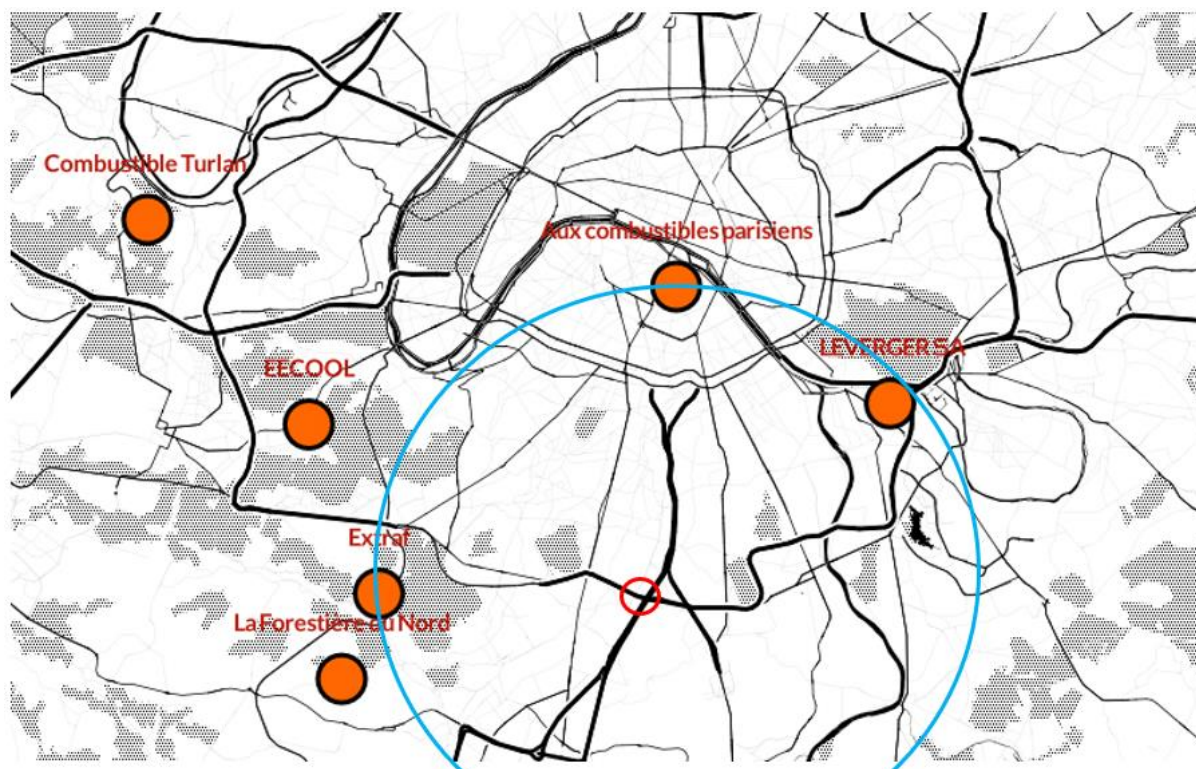 Combustible Turlan
Aux combustibles parisiens
LEVERGER SA
EECOOL
Extraf
La Forestière du Nord